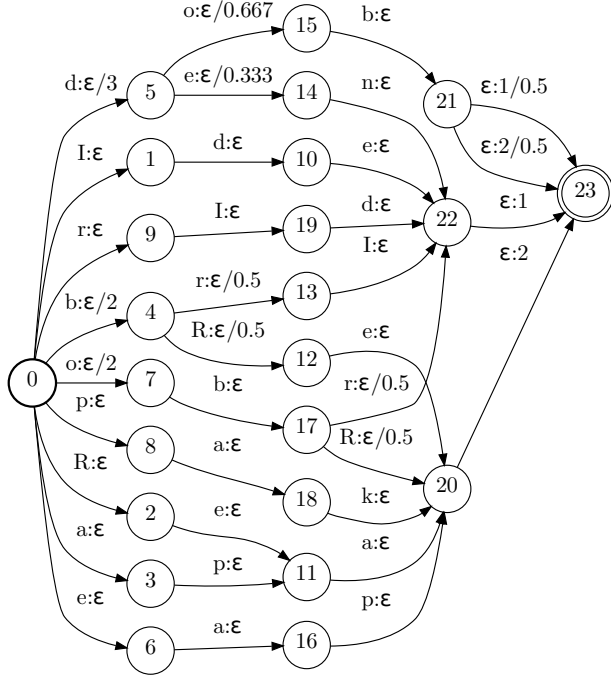 o:ε/0.667
b:ε
15
d:ε/3
e:ε/0.333
n:ε
ε:1/0.5
5
14
21
I:ε
d:ε
e:ε
ε:2/0.5
1
10
23
r:ε
I:ε
d:ε
ε:1
9
19
22
b:ε/2
r:ε/0.5
I:ε
ε:2
4
13
R:ε/0.5
e:ε
o:ε/2
12
0
7
b:ε
r:ε/0.5
p:ε
17
R:ε/0.5
8
a:ε
R:ε
18
k:ε
20
2
e:ε
a:ε
a:ε
3
p:ε
11
e:ε
p:ε
6
a:ε
16